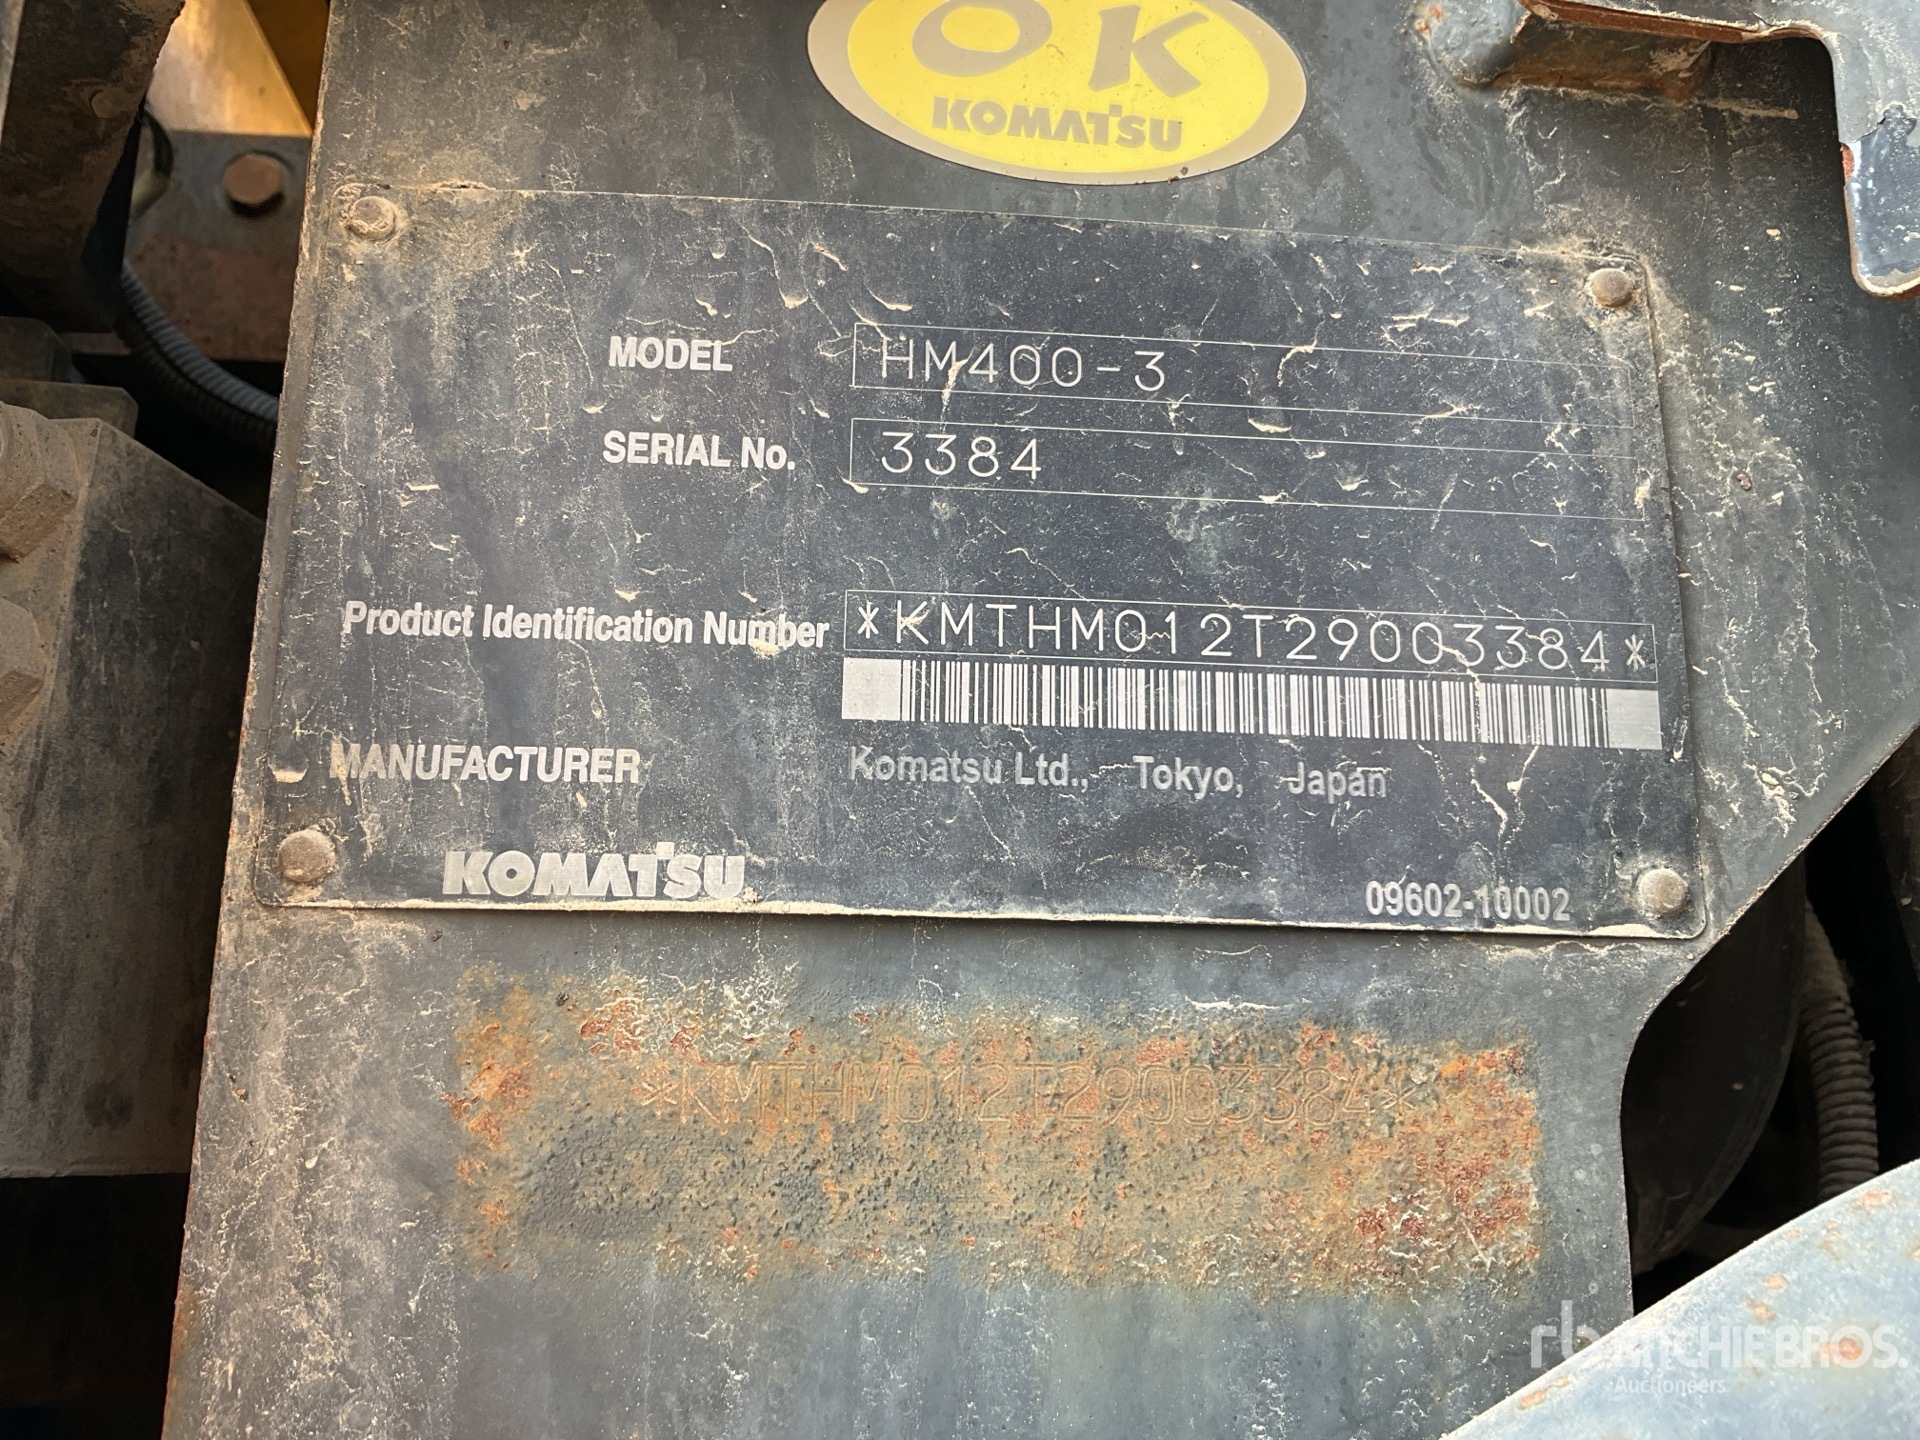 OK
KOMATSU
MODEL HM400-3
SERIAL No. 3384
Product Identification Number *KMTHM012T29003384*
MANUFACTURER Komatsu Ltd., Tokyo, Japan
KOMATSU 09602-10002
*KMTHM012T29003384*
rb RITCHIE BROS.
Auctioneers